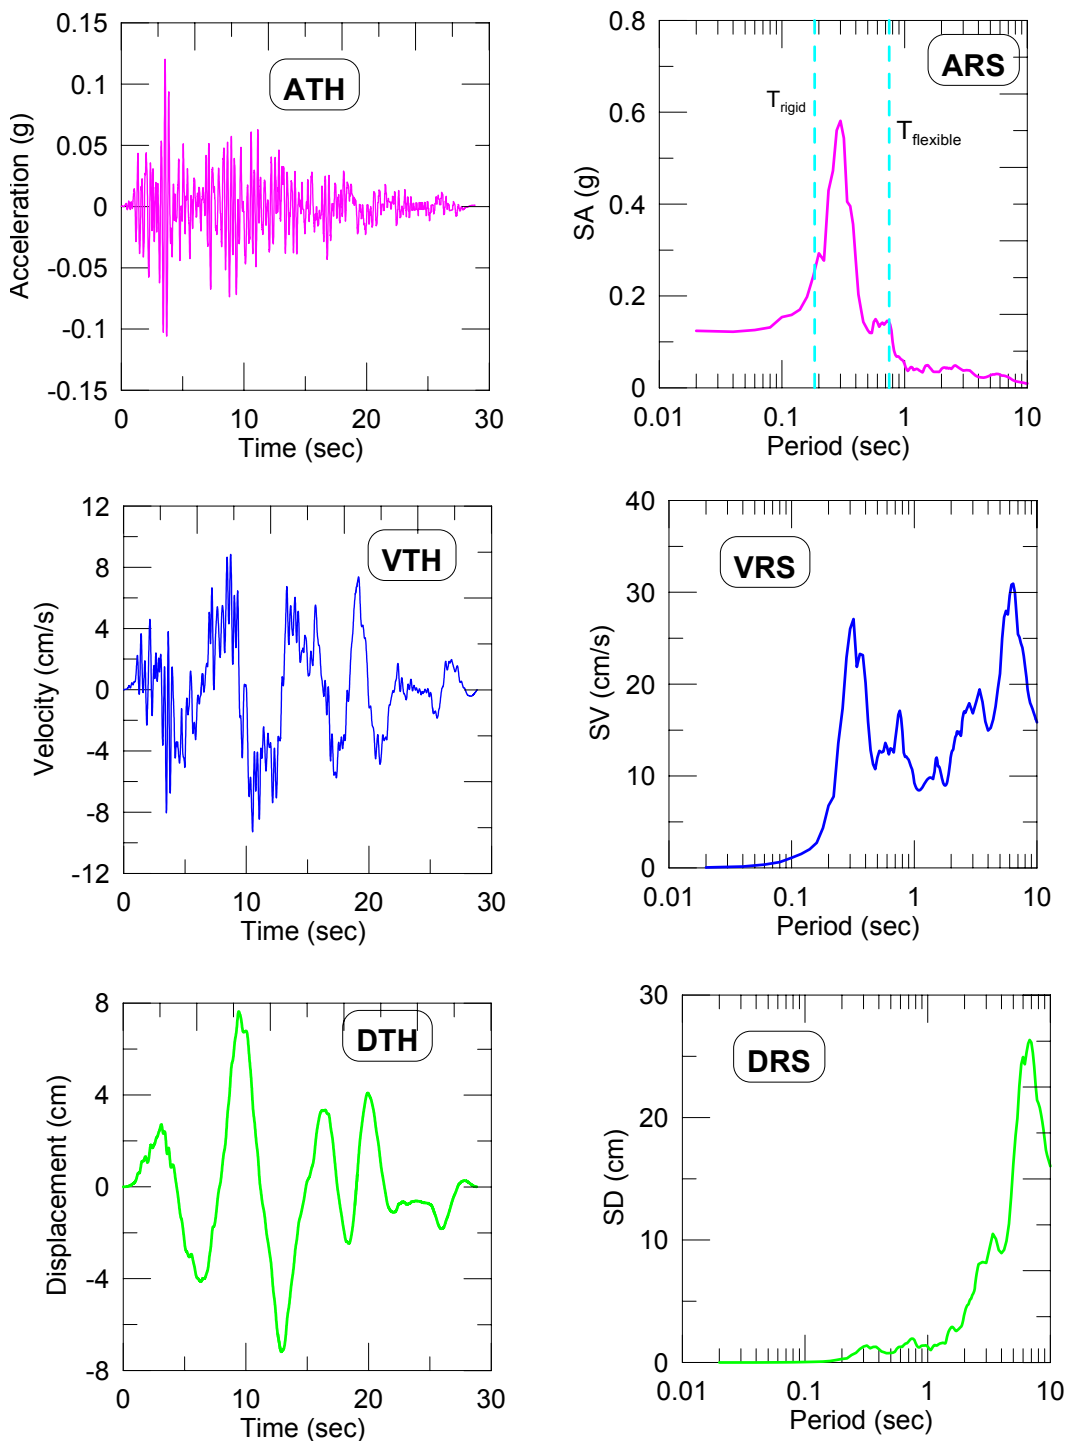 0.15
0.1
0.05
0
-0.05
-0.1
-0.15
Acceleration (g)
ATH
0 10 20 30
Time (sec)
0.8
0.6
0.4
0.2
0
SA (g)
ARS
Trigid
Tflexible
0.01 0.1 1 10
Period (sec)
12
8
4
0
-4
-8
-12
Velocity (cm/s)
VTH
0 10 20 30
Time (sec)
40
30
20
10
0
SV (cm/s)
VRS
0.01 0.1 1 10
Period (sec)
8
4
0
-4
-8
Displacement (cm)
DTH
0 10 20 30
Time (sec)
30
20
10
0
SD (cm)
DRS
0.01 0.1 1 10
Period (sec)